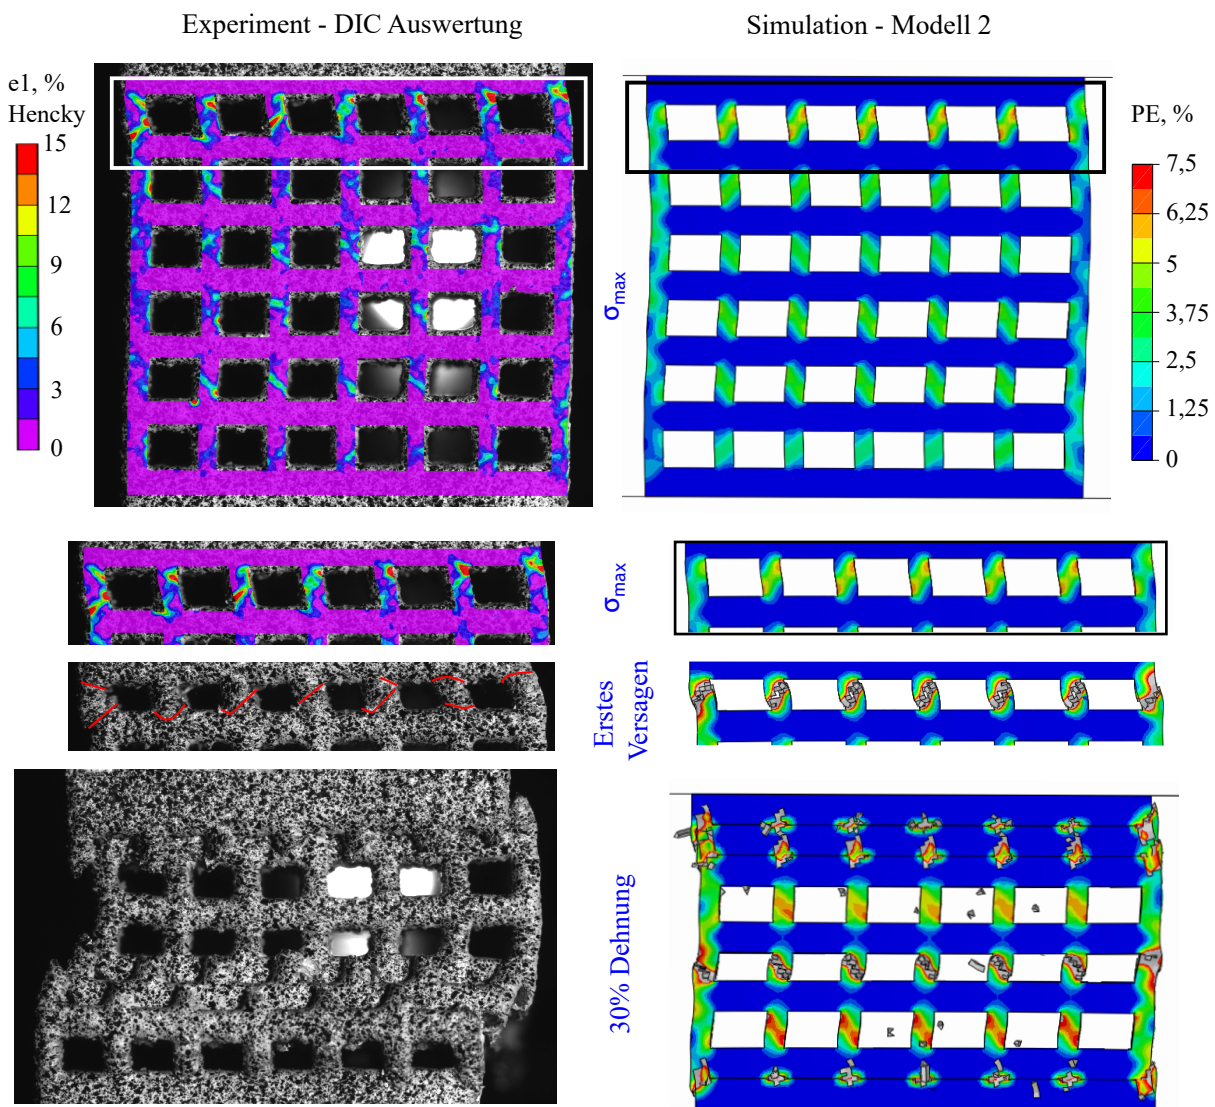 Experiment - DIC Auswertung
Simulation - Modell 2
e1, %
Hencky
15
12
9
6
3
0
σmax
PE, %
7,5
6,25
5
3,75
2,5
1,25
0
σmax
Erstes
Versagen
30% Dehnung